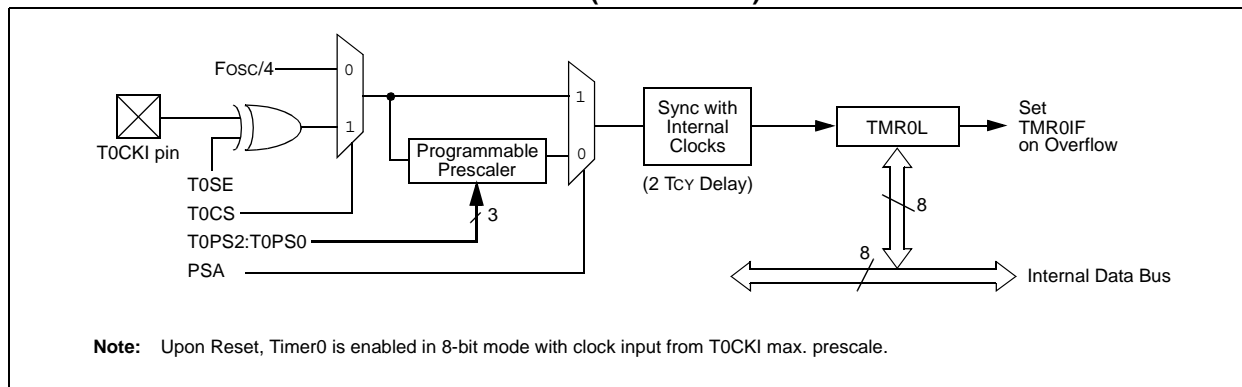 FOSC/4
0
1
T0CKI pin
T0SE
T0CS
T0PS2:T0PS0
PSA
Programmable
Prescaler
3
1
0
Sync with
Internal
Clocks
(2 TCY Delay)
TMR0L
Set
TMR0IF
on Overflow
8
8
Internal Data Bus
Note: Upon Reset, Timer0 is enabled in 8-bit mode with clock input from T0CKI max. prescale.